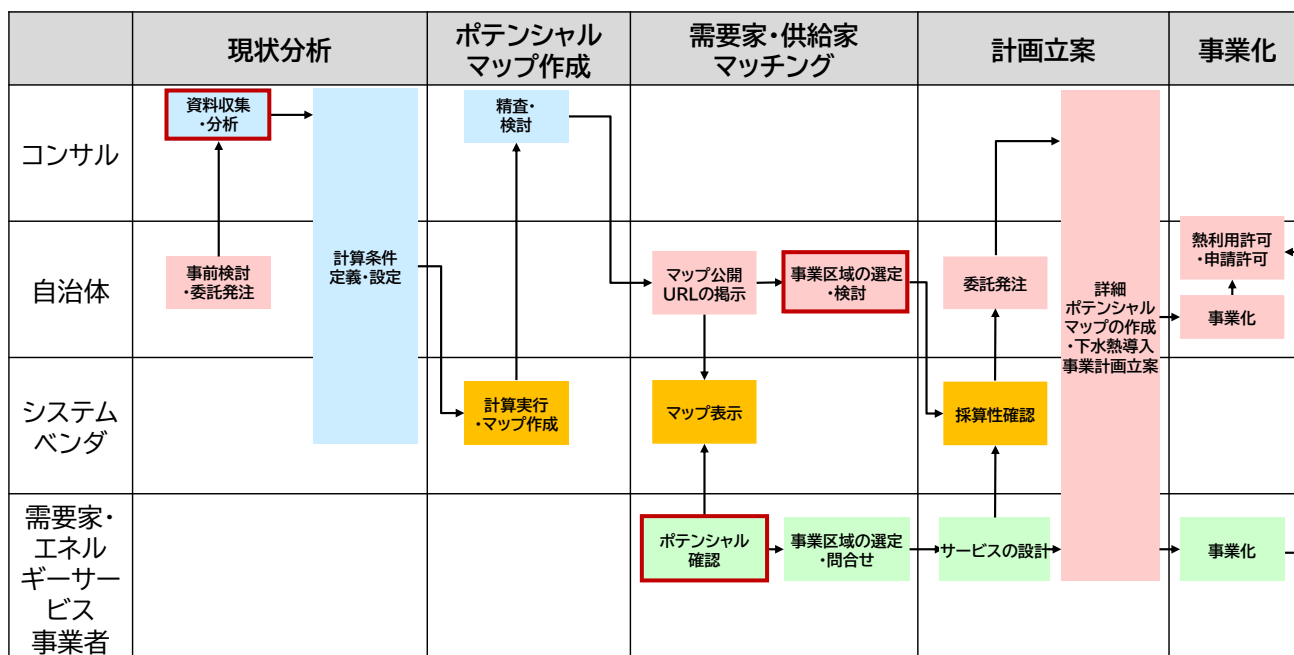 現状分析
ポテンシャル
マップ作成
需要家・供給家
マッチング
計画立案
事業化
コンサル
資料収集
・分析
精査・
検討
自治体
事前検討
・委託発注
計算条件
定義・設定
マップ公開
URLの掲示
事業区域の選定
・検討
委託発注
詳細
ポテンシャル
マップの作成
・下水熱導入
事業計画立案
熱利用許可
・申請許可
事業化
システム
ベンダ
計算実行
・マップ作成
マップ表示
採算性確認
需要家・
エネル
ギーサー
ビス
事業者
ポテンシャル
確認
事業区域の選定
・問合せ
サービスの設計
事業化